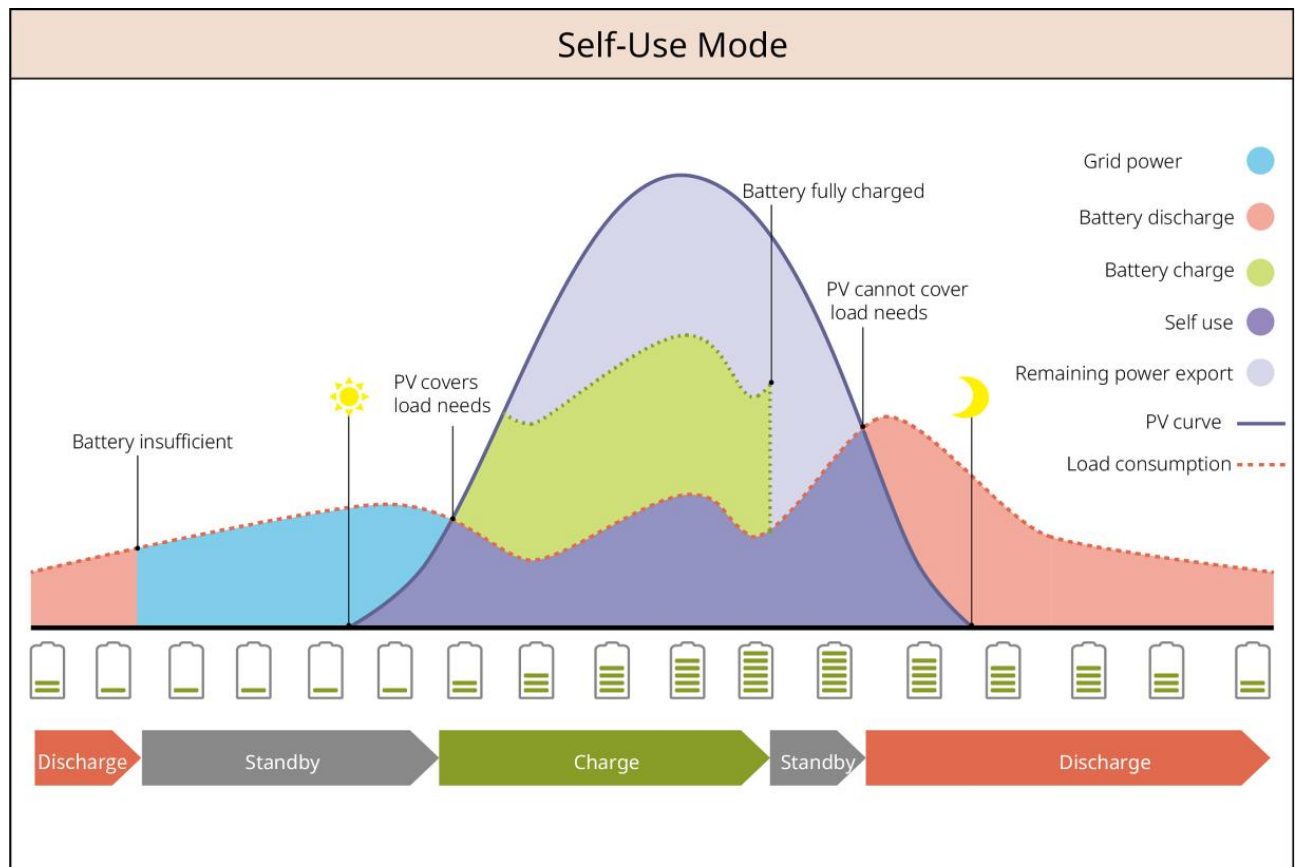 Self-Use Mode
Grid power
Battery fully charged
Battery discharge
Battery charge
PV cannot cover
load needs
Self use
PV covers
load needs
Remaining power export
PV curve
Battery insufficient
Load consumption
Discharge
Standby
Charge
Standby
Discharge